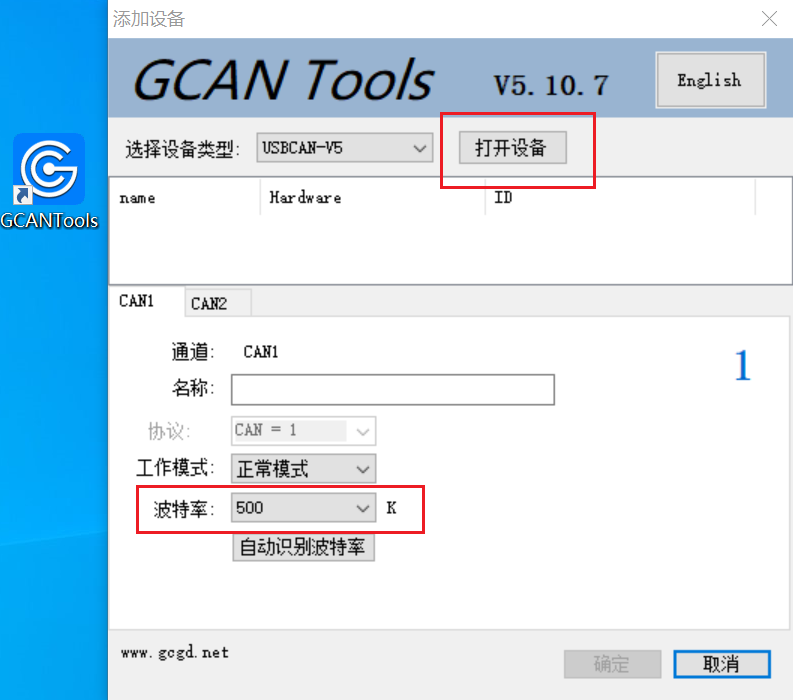 添加设备
GCAN Tools V5.10.7 English
选择设备类型: USBCAN-V5 打开设备
GCANTools
name Hardware ID
CAN1 CAN2
通道: CAN1
1
名称:
协议: CAN = 1
工作模式: 正常模式
波特率: 500 K
自动识别波特率
www.gcgd.net
确定 取消